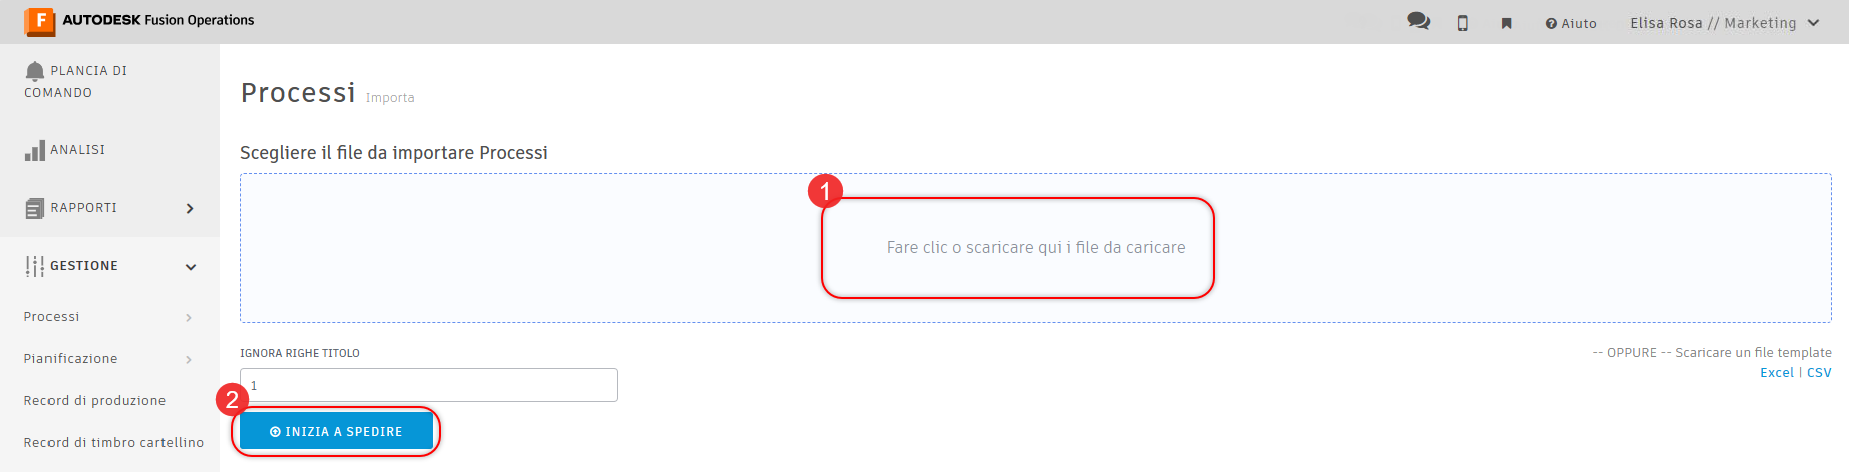 AUTODESK Fusion Operations
Aiuto
Elisa Rosa // Marketing
PLANCIA DI
COMANDO
ANALISI
RAPPORTI
GESTIONE
Processi
Pianificazione
Record di produzione
Record di timbro cartellino
Processi Importa
Scegliere il file da importare Processi
1
Fare clic o scaricare qui i file da caricare
IGNORA RIGHE TITOLO
1
-- OPPURE -- Scaricare un file template
Excel | CSV
2
INIZIA A SPEDIRE